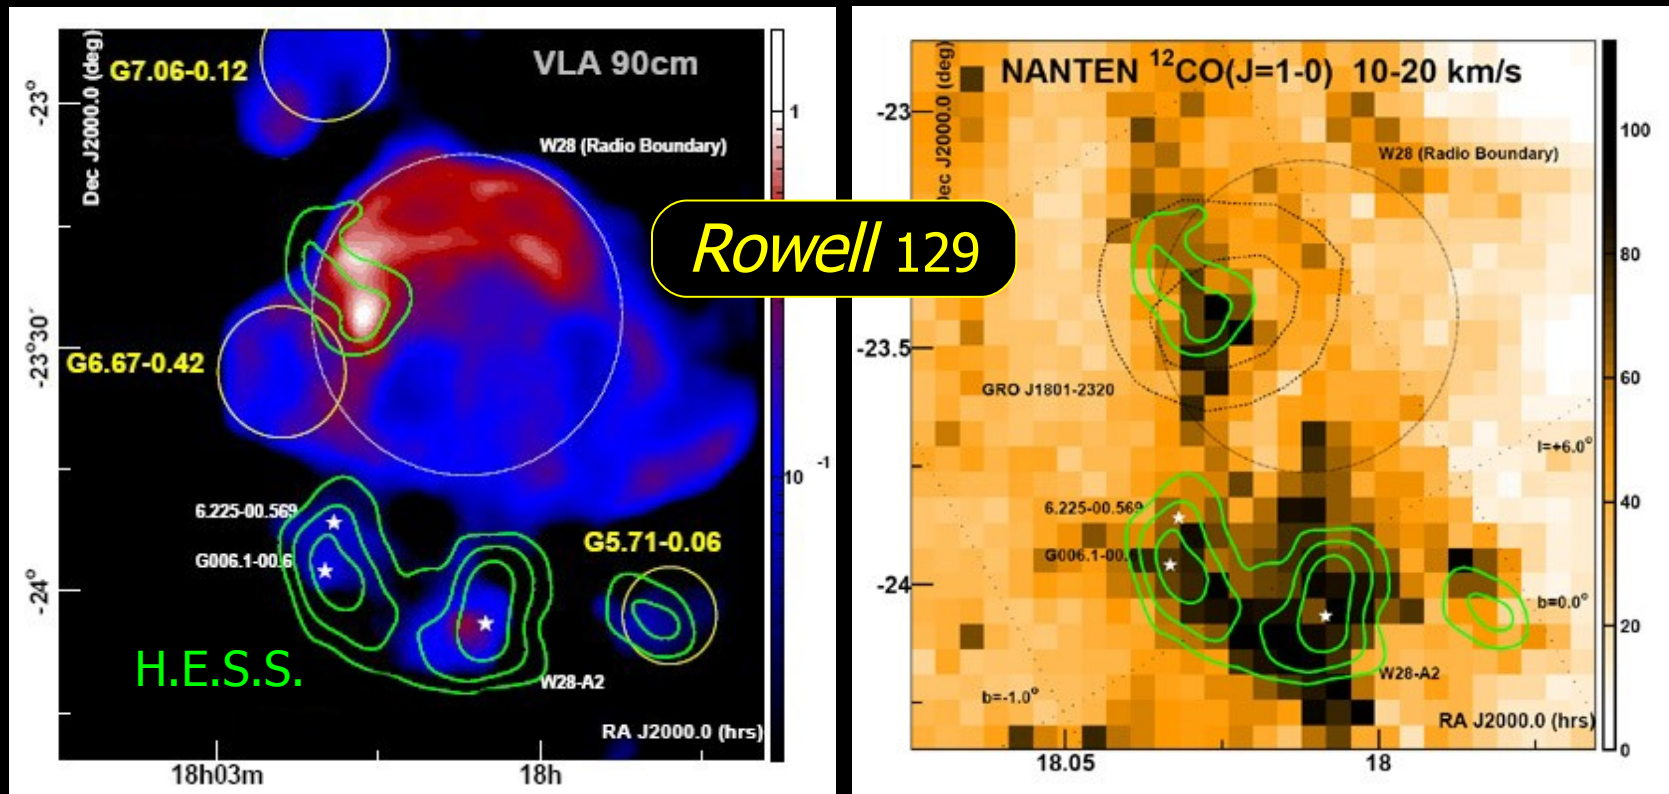 VLA 90cm
G7.06-0.12
Dec J2000.0 (deg)
-23°
W28 (Radio Boundary)
1
-23°30′
G6.67-0.42
10 -1
6.225-00.569
G5.71-0.06
G006.1-00.6
-24°
H.E.S.S.
W28-A2
RA J2000.0 (hrs)
18h03m
18h
Rowell 129
NANTEN ¹²CO(J=1-0) 10-20 km/s
Dec J2000.0 (deg)
-23
100
W28 (Radio Boundary)
80
-23.5
GRO J1801-2320
60
l=+6.0°
40
6.225-00.569
G006.1-00.6
-24
b=0.0°
20
W28-A2
b=-1.0°
RA J2000.0 (hrs)
0
18.05
18